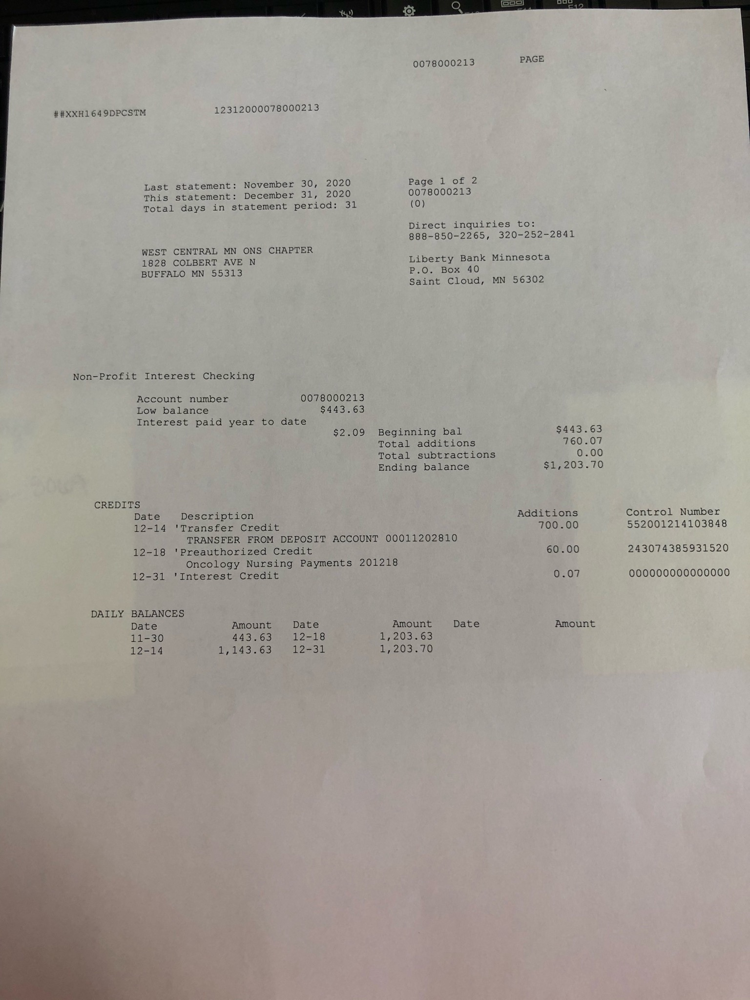 F12
0078000213 PAGE
##XXH1649DPCSTM 12312000078000213
Last statement: November 30, 2020
This statement: December 31, 2020
Total days in statement period: 31
Page 1 of 2
0078000213
(0)
Direct inquiries to:
888-850-2265, 320-252-2841
WEST CENTRAL MN ONS CHAPTER
1828 COLBERT AVE N
BUFFALO MN 55313
Liberty Bank Minnesota
P.O. Box 40
Saint Cloud, MN 56302
Non-Profit Interest Checking
Account number 0078000213
Low balance $443.63
Interest paid year to date
$2.09 Beginning bal $443.63
Total additions 760.07
Total subtractions 0.00
Ending balance $1,203.70
CREDITS
Date Description Additions Control Number
12-14 'Transfer Credit 700.00 552001214103848
TRANSFER FROM DEPOSIT ACCOUNT 00011202810
12-18 'Preauthorized Credit 60.00 243074385931520
Oncology Nursing Payments 201218
12-31 'Interest Credit 0.07 000000000000000
DAILY BALANCES
Date Amount Date Amount Date Amount
11-30 443.63 12-18 1,203.63
12-14 1,143.63 12-31 1,203.70